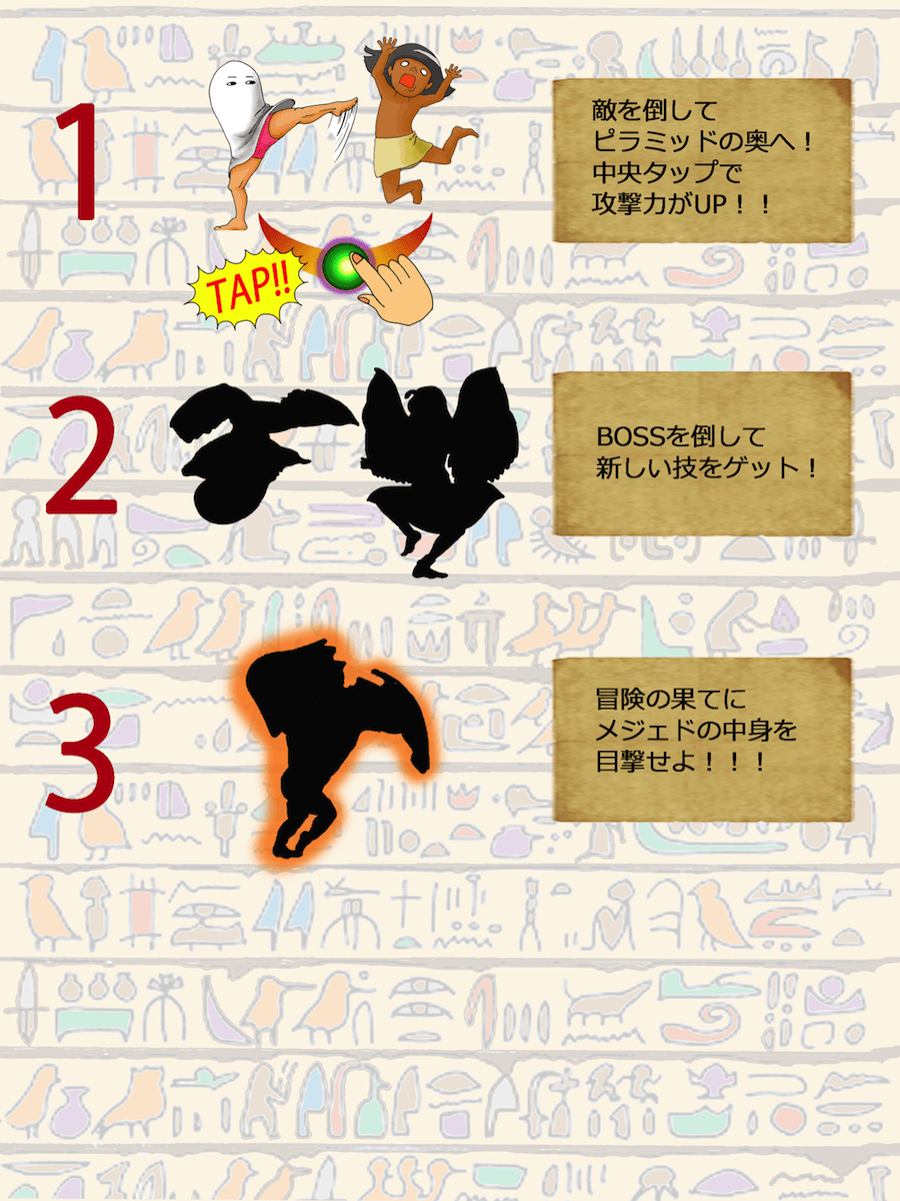 1
敵を倒して
ピラミッドの奥へ！
中央タップで
攻撃力がUP！！
TAP!!
2
BOSSを倒して
新しい技をゲット！
3
冒険の果てに
メジェドの中身を
目撃せよ！！！